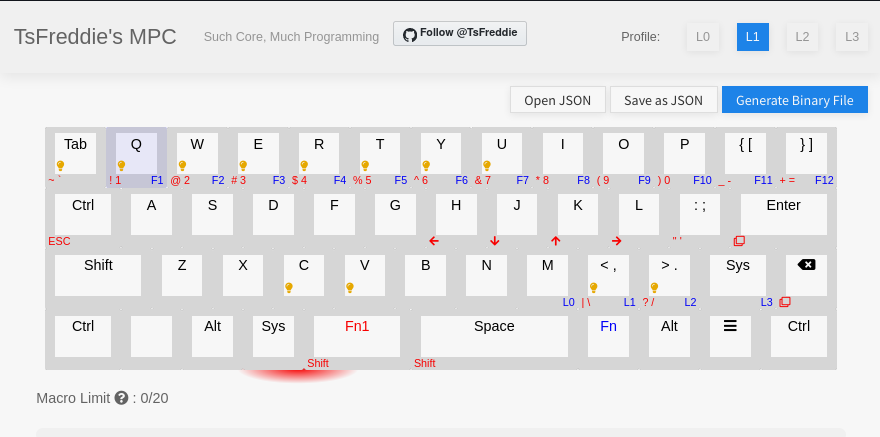 TsFreddie's MPC Such Core, Much Programming Follow @TsFreddie Profile: L0 L1 L2 L3
Open JSON Save as JSON Generate Binary File
Tab Q W E R T Y U I O P { [ } ]
~ ` ! 1 F1 @ 2 F2 # 3 F3 $ 4 F4 % 5 F5 ^ 6 F6 & 7 F7 * 8 F8 ( 9 F9 ) 0 F10 _ - F11 + = F12
Ctrl A S D F G H J K L : ; Enter
ESC ← ↓ ↑ → " '
Shift Z X C V B N M < , > . Sys
L0 | \ L1 ? / L2 L3
Ctrl Alt Sys Fn1 Space Fn Alt Ctrl
Shift Shift
Macro Limit ? : 0/20